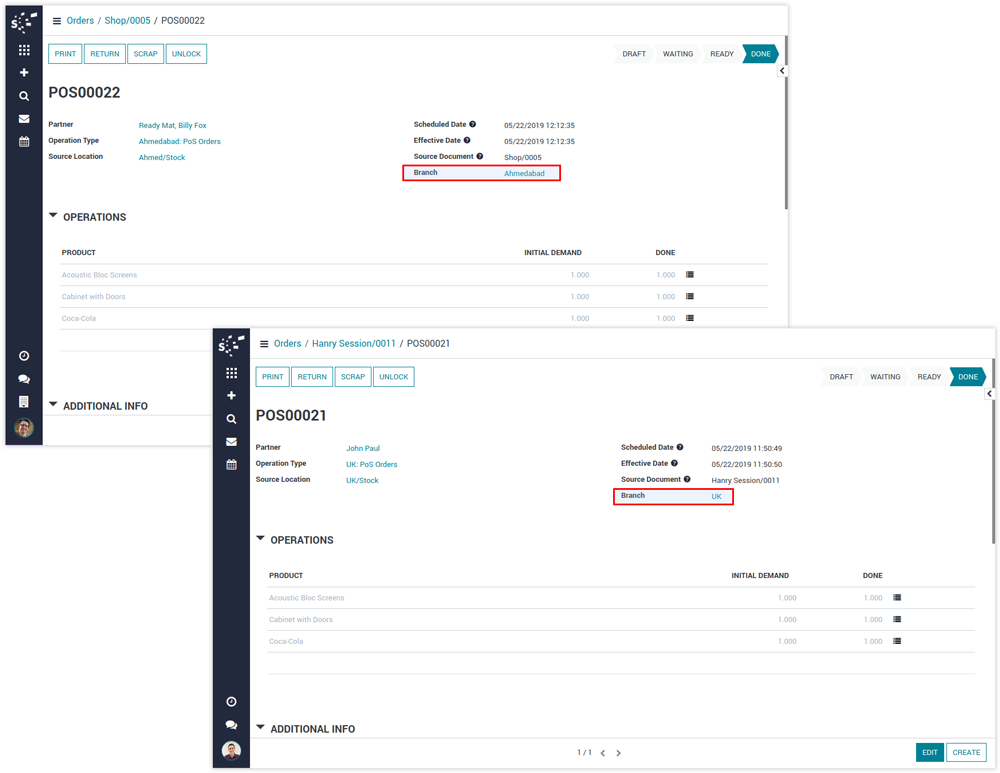 Orders / Shop/0005 / POS00022
PRINT RETURN SCRAP UNLOCK DRAFT WAITING READY DONE
POS00022
Partner Ready Mat, Billy Fox Scheduled Date 05/22/2019 12:12:35
Operation Type Ahmedabad: PoS Orders Effective Date 05/22/2019 12:12:35
Source Location Ahmed/Stock Source Document Shop/0005
Branch Ahmedabad
OPERATIONS
PRODUCT INITIAL DEMAND DONE
Acoustic Bloc Screens 1.000 1.000
Cabinet with Doors 1.000 1.000
Coca-Cola 1.000 1.000
ADDITIONAL INFO
Orders / Hanry Session/0011 / POS00021
PRINT RETURN SCRAP UNLOCK DRAFT WAITING READY DONE
POS00021
Partner John Paul Scheduled Date 05/22/2019 11:50:49
Operation Type UK: PoS Orders Effective Date 05/22/2019 11:50:50
Source Location UK/Stock Source Document Hanry Session/0011
Branch UK
OPERATIONS
PRODUCT INITIAL DEMAND DONE
Acoustic Bloc Screens 1.000 1.000
Cabinet with Doors 1.000 1.000
Coca-Cola 1.000 1.000
ADDITIONAL INFO
1 / 1 EDIT CREATE